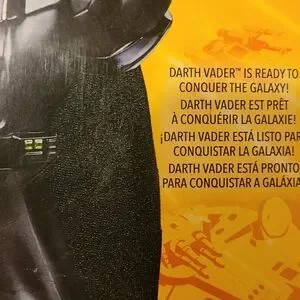 DARTH VADER™ IS READY TO
CONQUER THE GALAXY!
DARTH VADER EST PRÊT
À CONQUÉRIR LA GALAXIE!
¡DARTH VADER ESTÁ LISTO PAR
CONQUISTAR LA GALAXIA!
DARTH VADER ESTÁ PRONTO
PARA CONQUISTAR A GALÁXIA